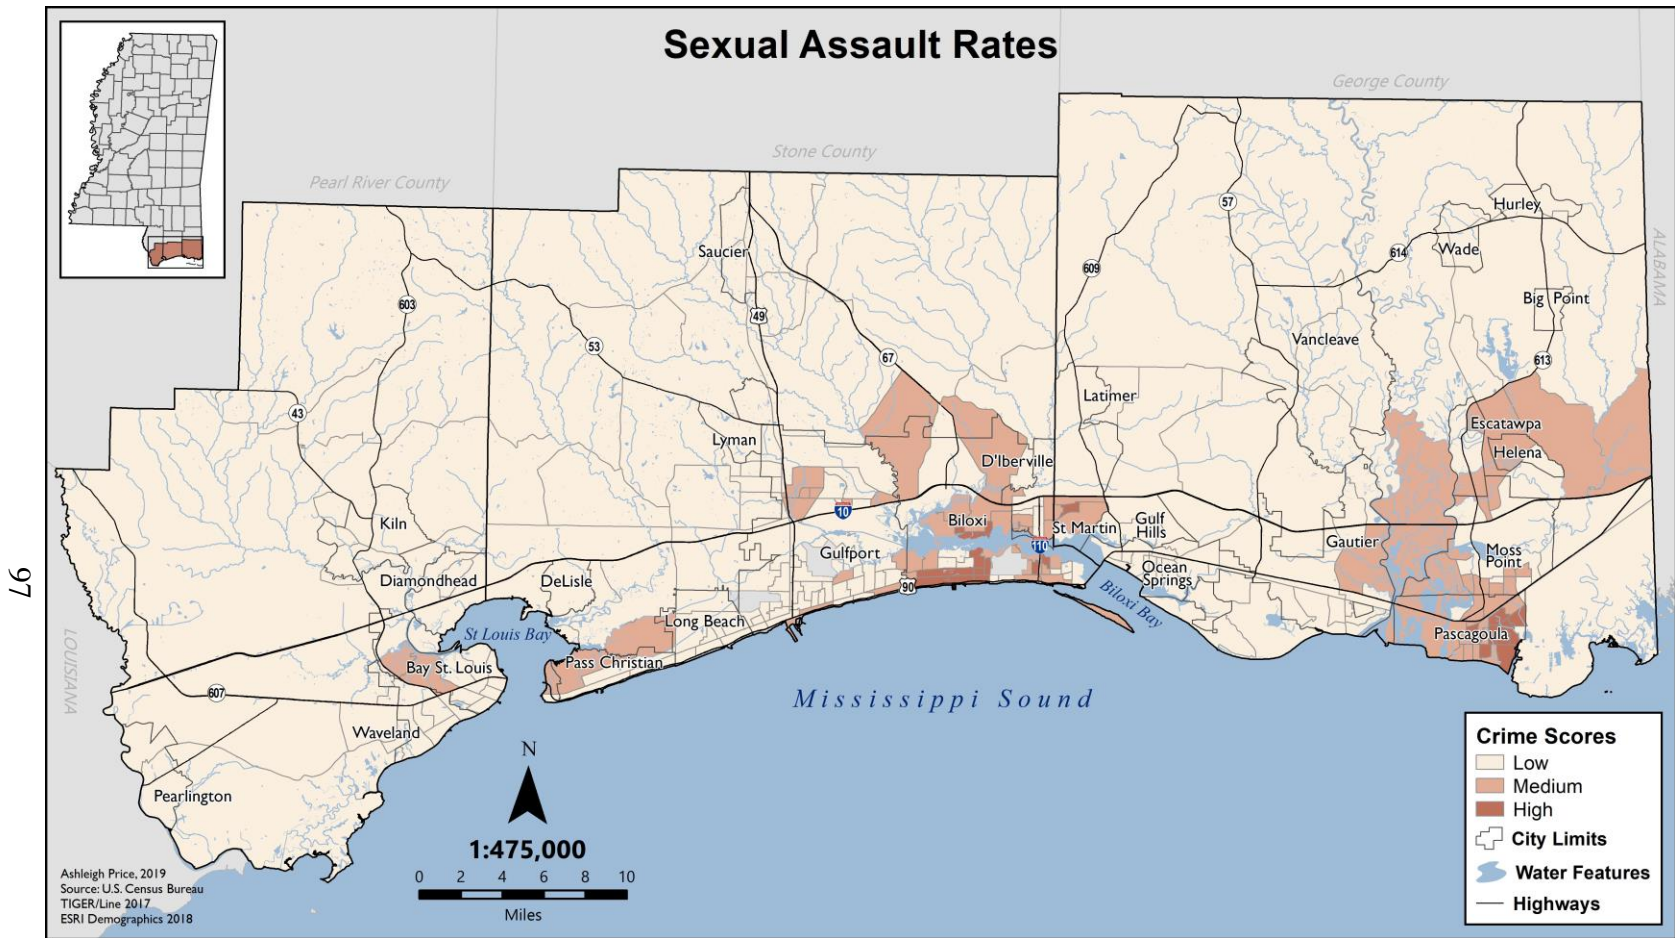 Sexual Assault Rates
George County
Stone County
Pearl River County
ALABAMA
LOUISIANA
97
57
Hurley
614
Wade
Saucier
609
Big Point
603
49
Vancleave
53
67
613
Latimer
43
Escatawpa
Lyman
Helena
D'Iberville
10
Kiln
Biloxi
St Martin
Gulf
Hills
Gautier
110
Gulfport
Moss
Point
Diamondhead
DeLisle
Ocean
Springs
90
Biloxi Bay
Long Beach
St Louis Bay
Pascagoula
Pass Christian
Bay St. Louis
607
Mississippi Sound
Waveland
Pearlington
N
1:475,000
0 2 4 6 8 10
Miles
Crime Scores
Low
Medium
High
City Limits
Water Features
Highways
Ashleigh Price, 2019
Source: U.S. Census Bureau
TIGER/Line 2017
ESRI Demographics 2018